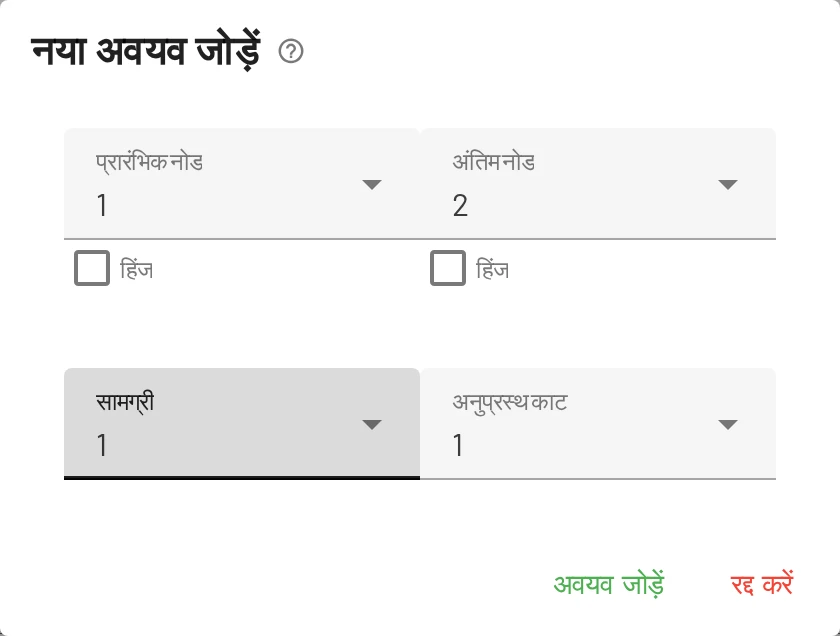 नया अवयव जोड़ें
प्रारंभिक नोड
1
अंतिम नोड
2
हिंज
हिंज
सामग्री
1
अनुप्रस्थ काट
1
अवयव जोड़ें
रद्द करें